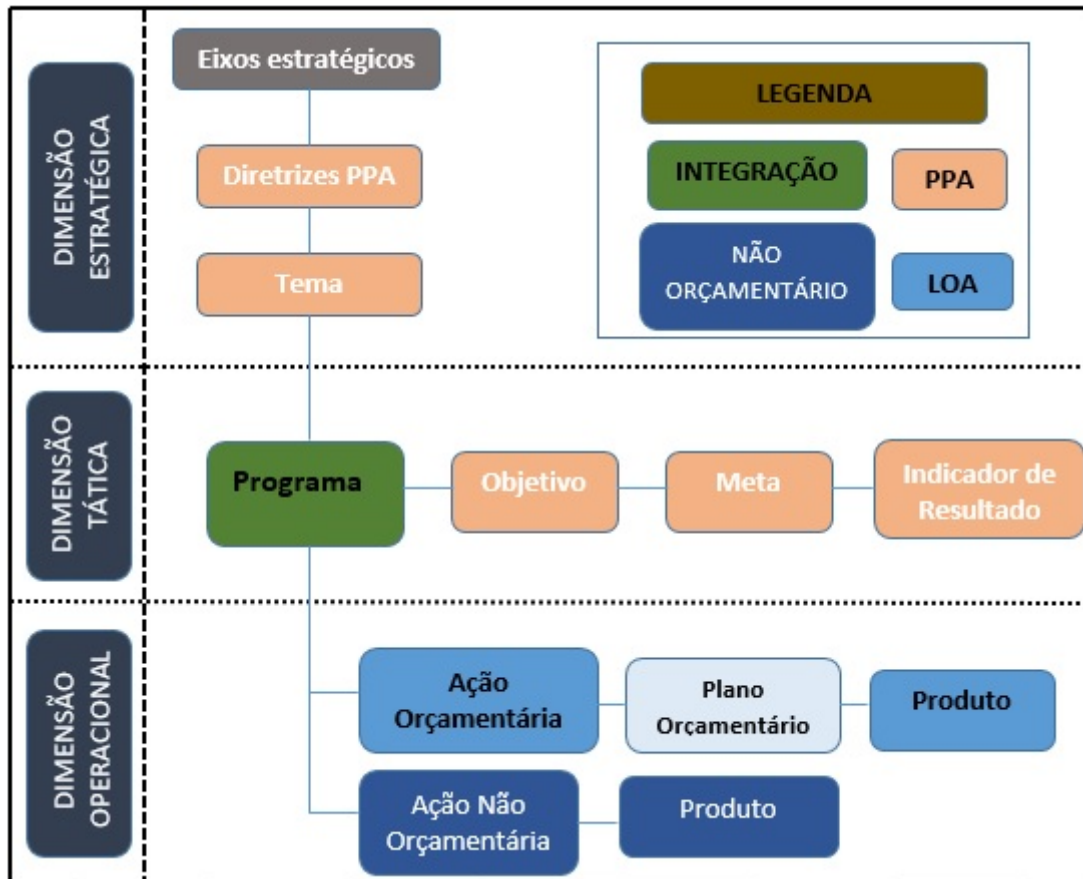 DIMENSÃO
ESTRATÉGICA
Eixos estratégicos
Diretrizes PPA
Tema
LEGENDA
INTEGRAÇÃO
PPA
NÃO
ORÇAMENTÁRIO
LOA
DIMENSÃO
TÁTICA
Programa
Objetivo
Meta
Indicador de
Resultado
DIMENSÃO
OPERACIONAL
Ação
Orçamentária
Plano
Orçamentário
Produto
Ação Não
Orçamentária
Produto